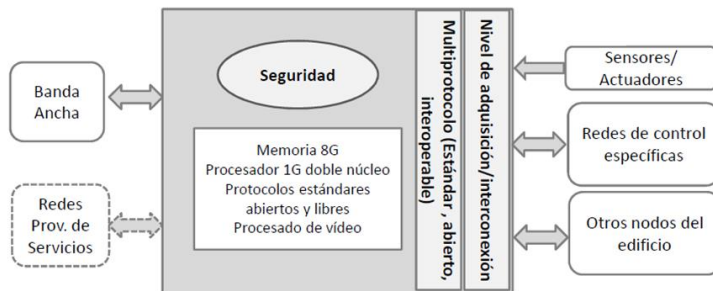 Banda
Ancha
Redes
Prov. de
Servicios
Seguridad
Memoria 8G
Procesador 1G doble núcleo
Protocolos estándares
abiertos y libres
Procesado de vídeo
Multiprotocolo (Estándar , abierto,
interoperable)
Nivel de adquisición/interconexión
Sensores/
Actuadores
Redes de control
específicas
Otros nodos del
edificio